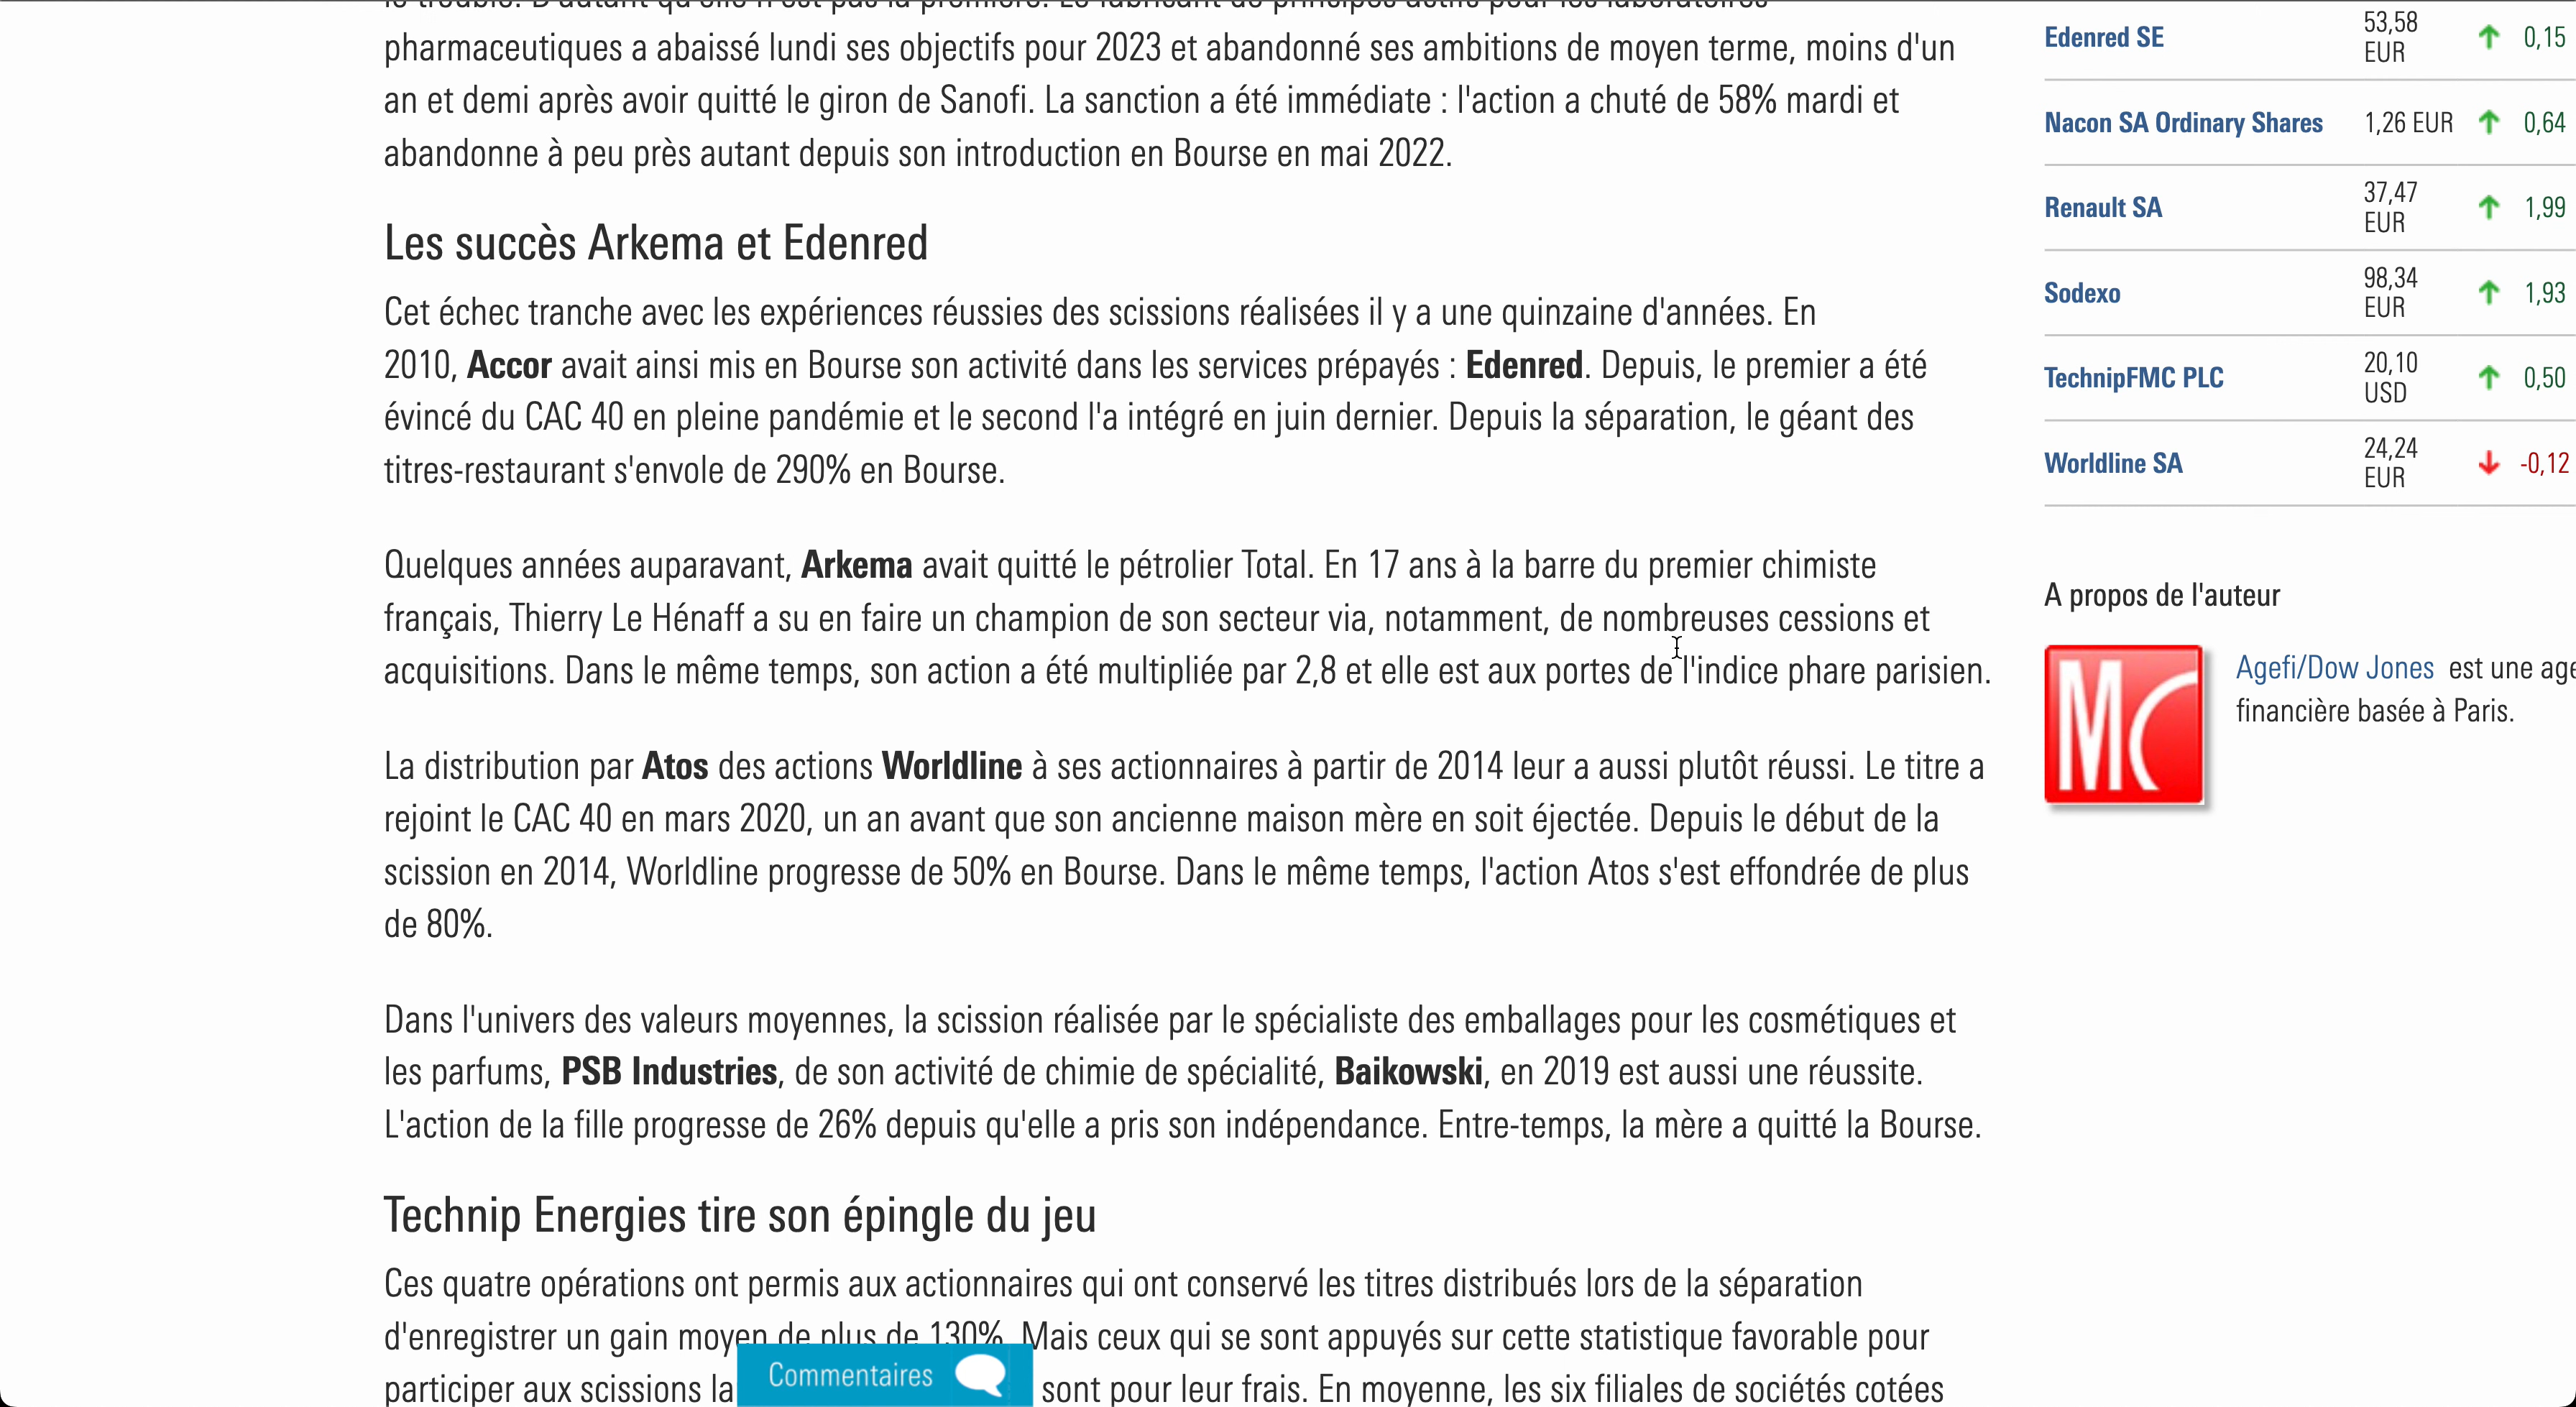 pharmaceutiques a abaissé lundi ses objectifs pour 2023 et abandonné ses ambitions de moyen terme, moins d'un
an et demi après avoir quitté le giron de Sanofi. La sanction a été immédiate : l'action a chuté de 58% mardi et
abandonne à peu près autant depuis son introduction en Bourse en mai 2022.
Les succès Arkema et Edenred
Cet échec tranche avec les expériences réussies des scissions réalisées il y a une quinzaine d'années. En
2010, Accor avait ainsi mis en Bourse son activité dans les services prépayés : Edenred. Depuis, le premier a été
évincé du CAC 40 en pleine pandémie et le second l'a intégré en juin dernier. Depuis la séparation, le géant des
titres-restaurant s'envole de 290% en Bourse.
Quelques années auparavant, Arkema avait quitté le pétrolier Total. En 17 ans à la barre du premier chimiste
français, Thierry Le Hénaff a su en faire un champion de son secteur via, notamment, de nombreuses cessions et
acquisitions. Dans le même temps, son action a été multipliée par 2,8 et elle est aux portes de l'indice phare parisien.
La distribution par Atos des actions Worldline à ses actionnaires à partir de 2014 leur a aussi plutôt réussi. Le titre a
rejoint le CAC 40 en mars 2020, un an avant que son ancienne maison mère en soit éjectée. Depuis le début de la
scission en 2014, Worldline progresse de 50% en Bourse. Dans le même temps, l'action Atos s'est effondrée de plus
de 80%.
Dans l'univers des valeurs moyennes, la scission réalisée par le spécialiste des emballages pour les cosmétiques et
les parfums, PSB Industries, de son activité de chimie de spécialité, Baikowski, en 2019 est aussi une réussite.
L'action de la fille progresse de 26% depuis qu'elle a pris son indépendance. Entre-temps, la mère a quitté la Bourse.
Technip Energies tire son épingle du jeu
Ces quatre opérations ont permis aux actionnaires qui ont conservé les titres distribués lors de la séparation
d'enregistrer un gain moyen de plus de 130%. Mais ceux qui se sont appuyés sur cette statistique favorable pour
participer aux scissions la sont pour leur frais. En moyenne, les six filiales de sociétés cotées
Commentaires
Edenred SE 53,58 EUR 0,15
Nacon SA Ordinary Shares 1,26 EUR 0,64
Renault SA 37,47 EUR 1,99
Sodexo 98,34 EUR 1,93
TechnipFMC PLC 20,10 USD 0,50
Worldline SA 24,24 EUR -0,12
A propos de l'auteur
MC
Agefi/Dow Jones est une age
financière basée à Paris.